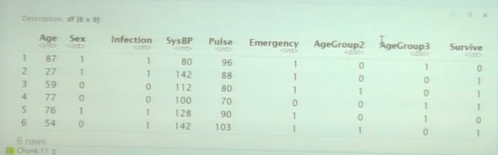 Description: df [6 x 9]
Age Sex Infection SysBP Pulse Emergency AgeGroup2 AgeGroup3 Survive
<int> <int> <int> <int> <int> <int> <int> <int> <int>
1 87 1 1 80 96 1 0 1 0
2 27 1 1 142 88 1 0 0 1
3 59 0 0 112 80 1 1 0 1
4 77 0 0 100 70 0 0 1 1
5 76 1 1 128 90 1 0 1 1
6 54 0 1 142 103 1 1 0 1
6 rows
Chunk 11